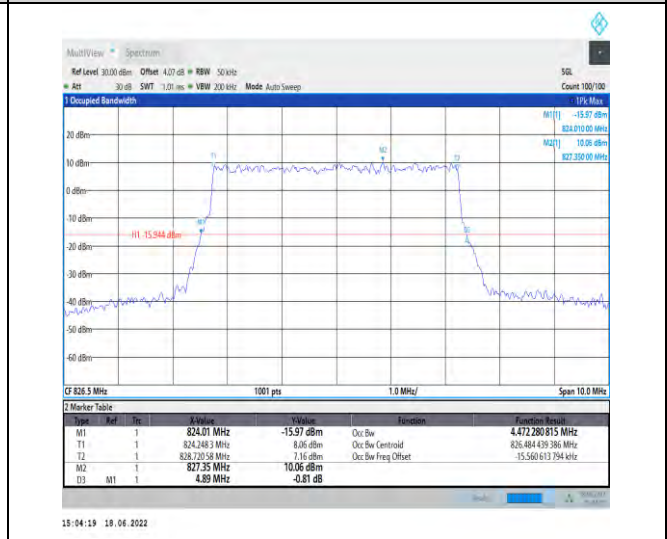 MultiView Spectrum
Ref Level 30.00 dBm Offset 4.07 dB RBW 50 kHz SGL
Att 30 dB SWT 1.01 ms VBW 200 kHz Mode Auto Sweep Count 100/100
1 Occupied Bandwidth 1Pk Max
M1[1] -15.97 dBm
824.010 00 MHz
M2[1] 10.06 dBm
827.350 00 MHz
20 dBm
M2
T1 T2
10 dBm
0 dBm
-10 dBm
M1
H1 -15.944 dBm
-20 dBm
-30 dBm
-40 dBm
-50 dBm
-60 dBm
CF 826.5 MHz 1001 pts 1.0 MHz/ Span 10.0 MHz
2 Marker Table
Type Ref Trc X-Value Y-Value Function Function Result
M1 1 824.01 MHz -15.97 dBm Occ Bw 4.472 280 815 MHz
T1 1 824.248 3 MHz 8.06 dBm Occ Bw Centroid 826.484 439 386 MHz
T2 1 828.720 58 MHz 7.16 dBm Occ Bw Freq Offset -15.560 613 794 kHz
M2 1 827.35 MHz 10.06 dBm
D3 M1 1 4.89 MHz -0.81 dB
15:04:19 18.06.2022